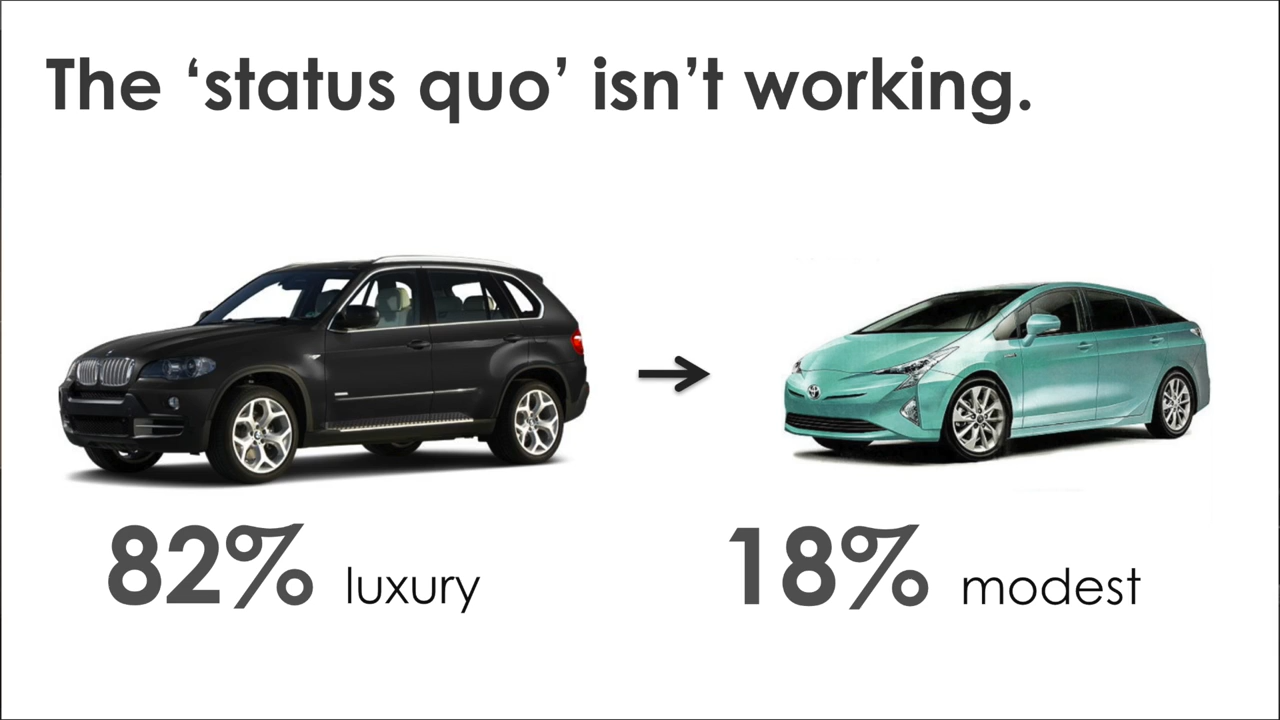 The ‘status quo’ isn’t working.
82% luxury
18% modest